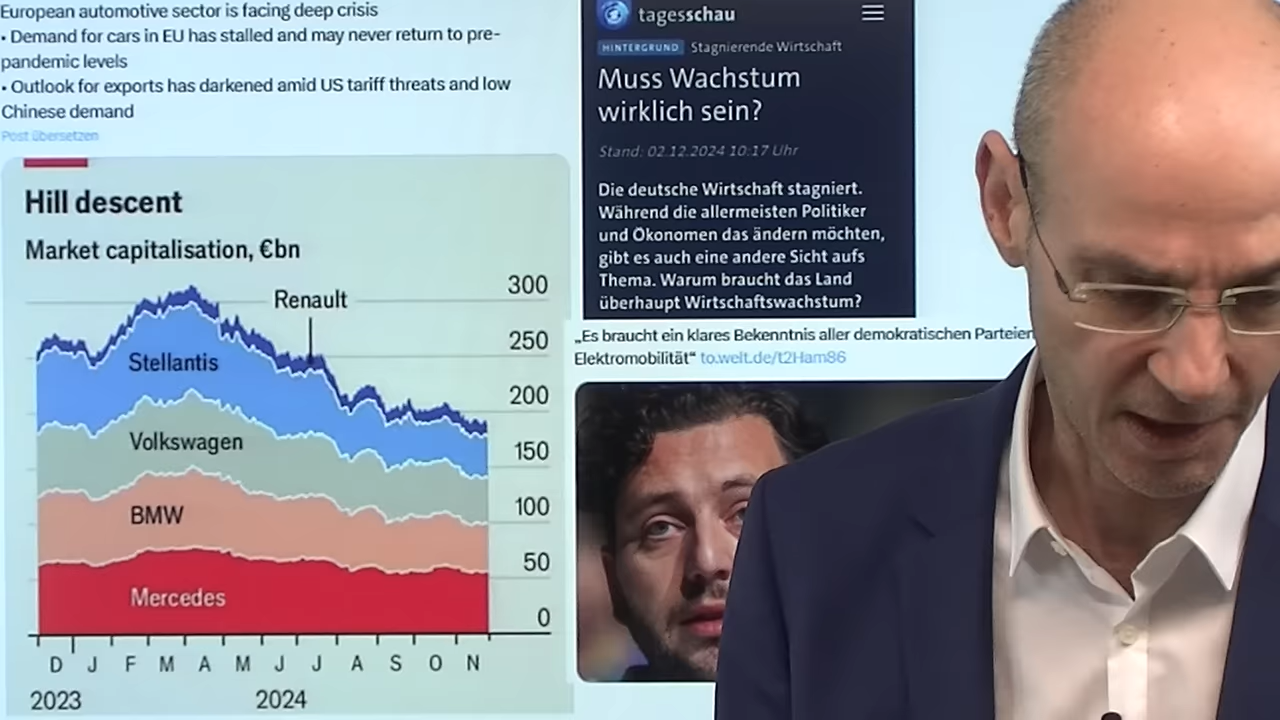 European automotive sector is facing deep crisis
• Demand for cars in EU has stalled and may never return to pre-
pandemic levels
• Outlook for exports has darkened amid US tariff threats and low
Chinese demand
Post übersetzen
Hill descent
Market capitalisation, €bn
Renault
Stellantis
Volkswagen
BMW
Mercedes
300
250
200
150
100
50
0
D J F M A M J J A S O N
2023 2024
tagesschau
HINTERGRUND Stagnierende Wirtschaft
Muss Wachstum
wirklich sein?
Stand: 02.12.2024 10:17 Uhr
Die deutsche Wirtschaft stagniert.
Während die allermeisten Politiker
und Ökonomen das ändern möchten,
gibt es auch eine andere Sicht aufs
Thema. Warum braucht das Land
überhaupt Wirtschaftswachstum?
„Es braucht ein klares Bekenntnis aller demokratischen Parteien
Elektromobilität“ to.welt.de/t2Ham86